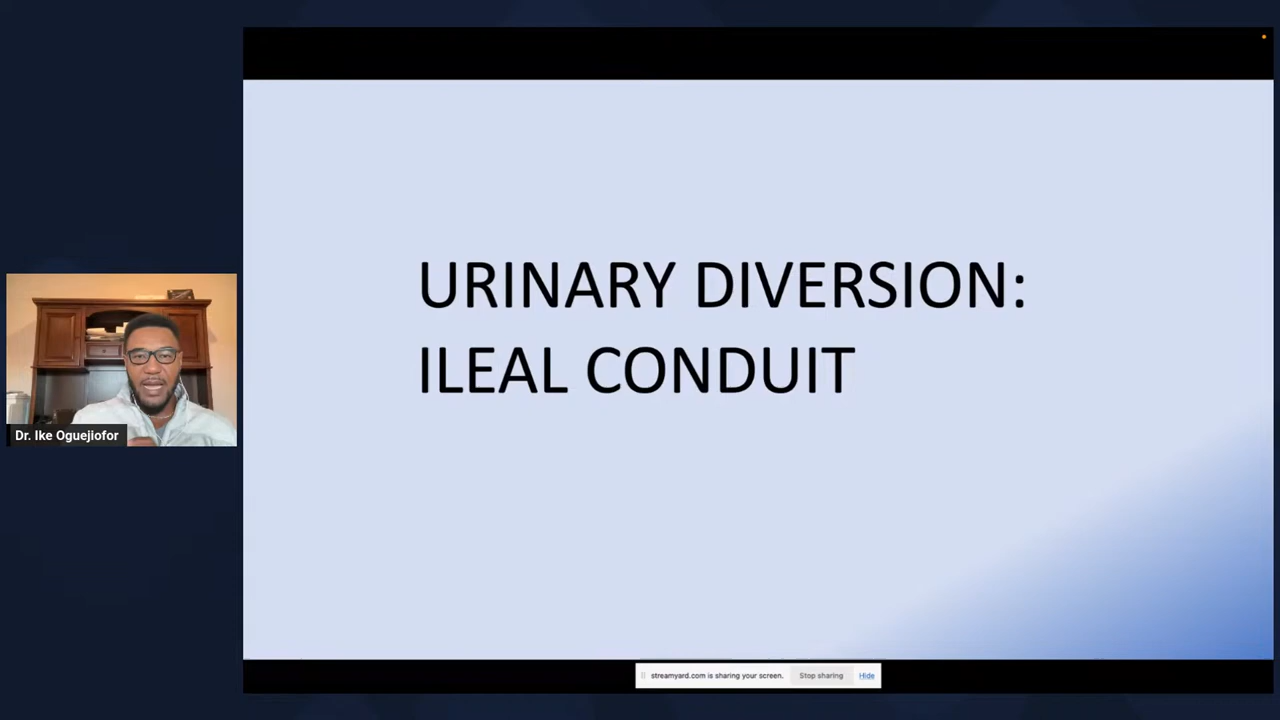 URINARY DIVERSION:
ILEAL CONDUIT
Dr. Ike Oguejiofor
streamyard.com is sharing your screen. Stop sharing Hide